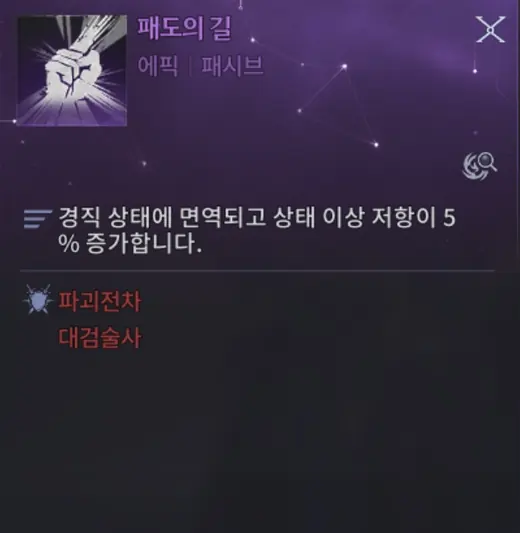 패도의 길
에픽 | 패시브
경직 상태에 면역되고 상태 이상 저항이 5
% 증가합니다.
파괴전차
대검술사